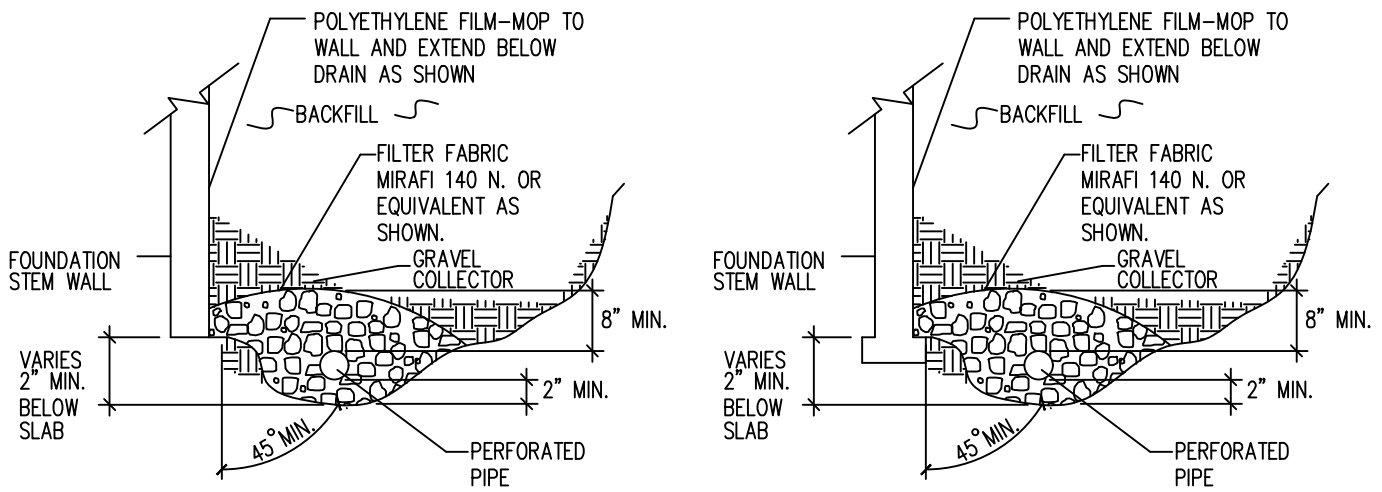 POLYETHYLENE FILM-MOP TO
WALL AND EXTEND BELOW
DRAIN AS SHOWN
BACKFILL
FILTER FABRIC
MIRAFI 140 N. OR
EQUIVALENT AS
SHOWN.
GRAVEL
COLLECTOR
FOUNDATION
STEM WALL
8" MIN.
VARIES
2" MIN.
BELOW
SLAB
2" MIN.
45° MIN.
PERFORATED
PIPE
POLYETHYLENE FILM-MOP TO
WALL AND EXTEND BELOW
DRAIN AS SHOWN
BACKFILL
FILTER FABRIC
MIRAFI 140 N. OR
EQUIVALENT AS
SHOWN.
GRAVEL
COLLECTOR
FOUNDATION
STEM WALL
8" MIN.
VARIES
2" MIN.
BELOW
SLAB
2" MIN.
45° MIN.
PERFORATED
PIPE